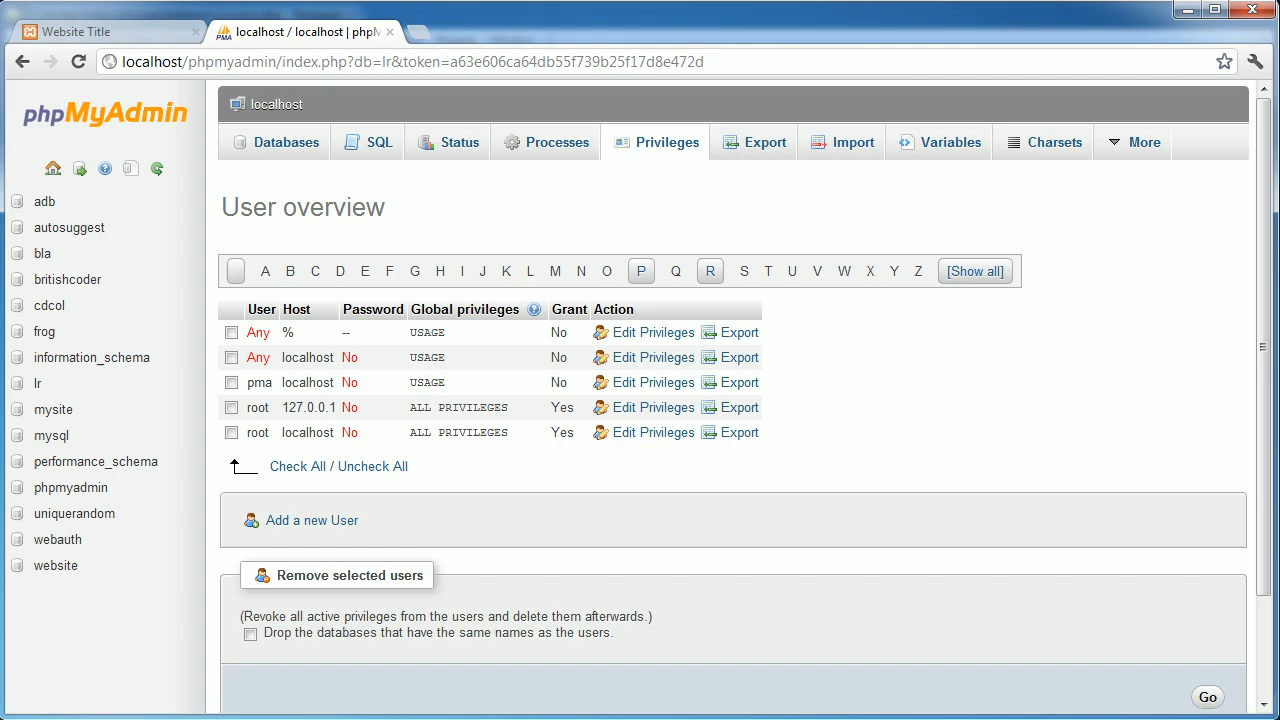 Website Title
localhost / localhost | phpM
localhost/phpmyadmin/index.php?db=lr&token=a63e606ca64db55f739b25f17d8e472d
phpMyAdmin
adb
autosuggest
bla
britishcoder
cdcol
frog
information_schema
lr
mysite
mysql
performance_schema
phpmyadmin
uniquerandom
webauth
website
localhost
Databases SQL Status Processes Privileges Export Import Variables Charsets More
User overview
A B C D E F G H I J K L M N O P Q R S T U V W X Y Z [Show all]
User Host Password Global privileges Grant Action
Any % -- USAGE No Edit Privileges Export
Any localhost No USAGE No Edit Privileges Export
pma localhost No USAGE No Edit Privileges Export
root 127.0.0.1 No ALL PRIVILEGES Yes Edit Privileges Export
root localhost No ALL PRIVILEGES Yes Edit Privileges Export
Check All / Uncheck All
Add a new User
Remove selected users
(Revoke all active privileges from the users and delete them afterwards.)
Drop the databases that have the same names as the users.
Go